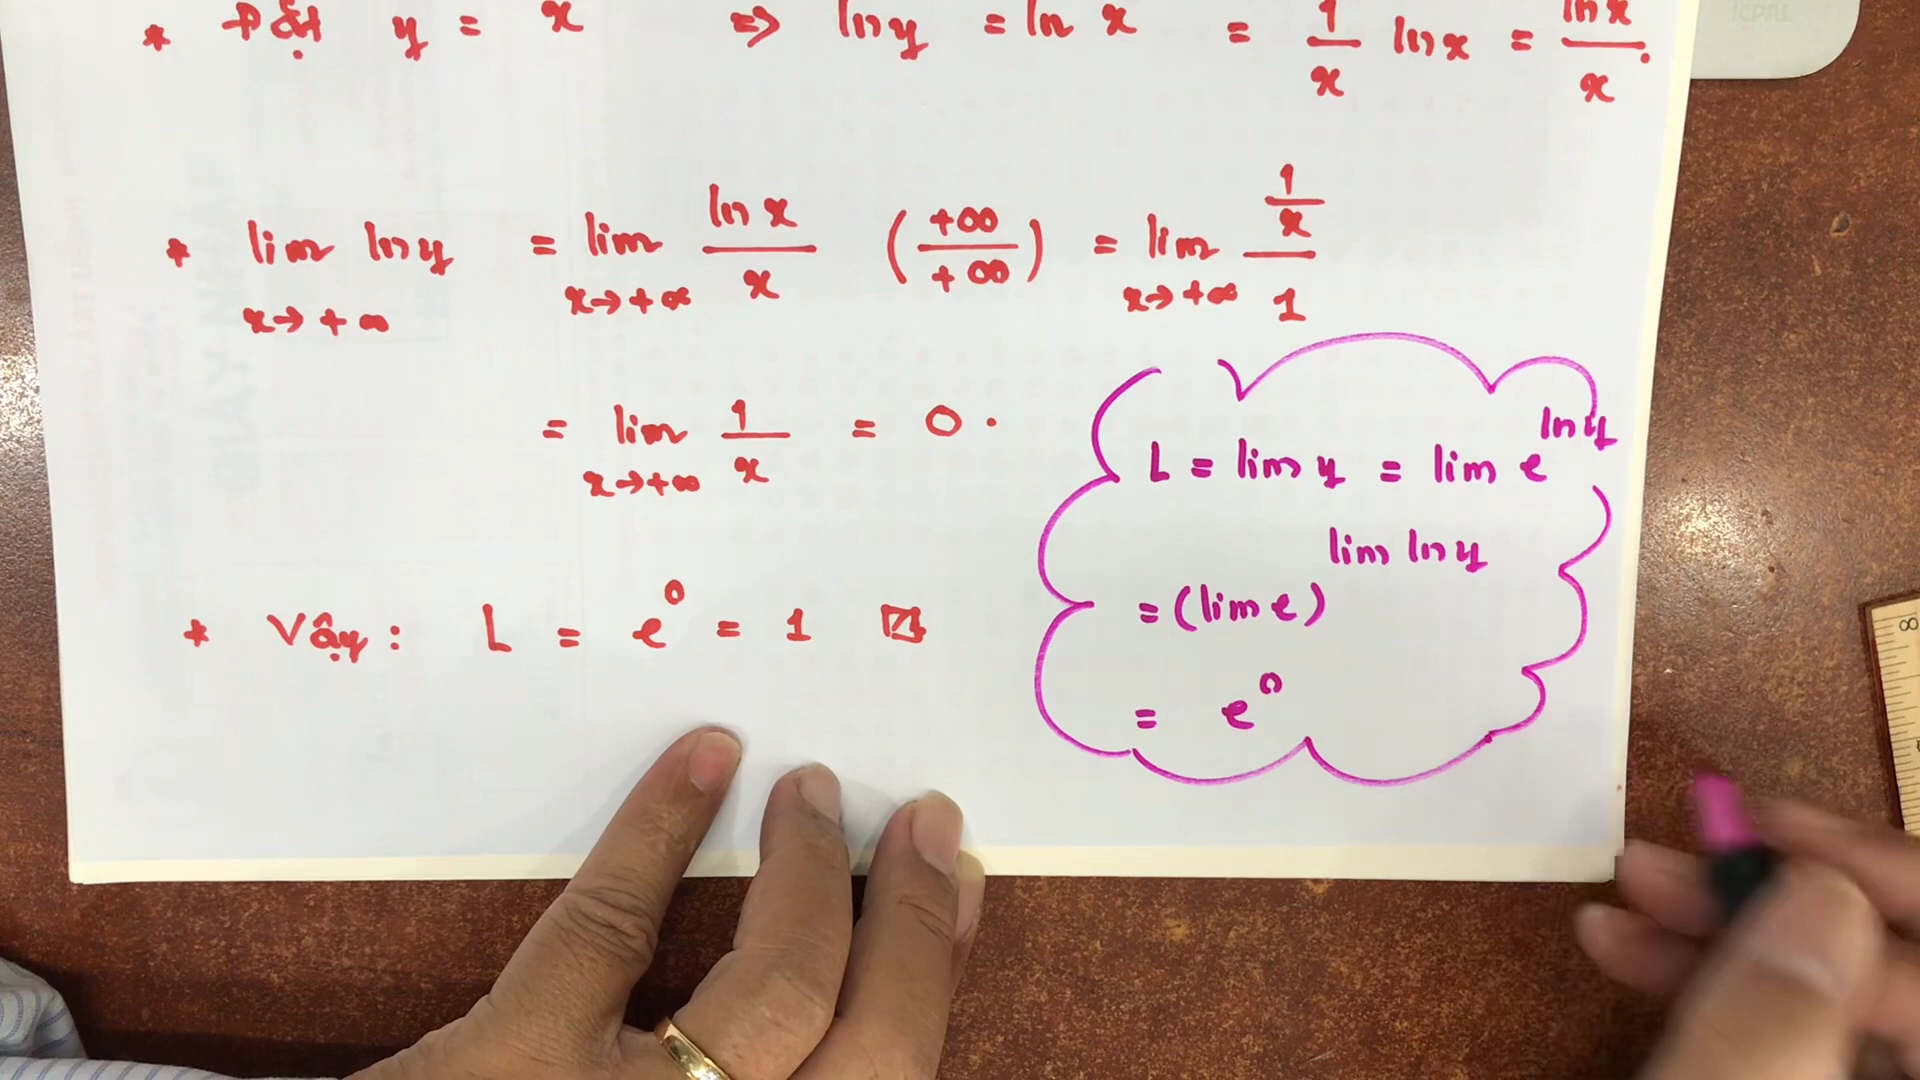 * Đặt y = x ⇒ ln y = ln x = 1/x ln x = ln x / x .
* lim ln y = lim ln x / x ( +∞ / +∞ ) = lim 1/x / 1
x→+∞ x→+∞ x→+∞
= lim 1/x = 0 .
x→+∞
* Vậy : L = e^0 = 1
L = lim y = lim e^ln y
= (lim e)^lim ln y
= e^0
8